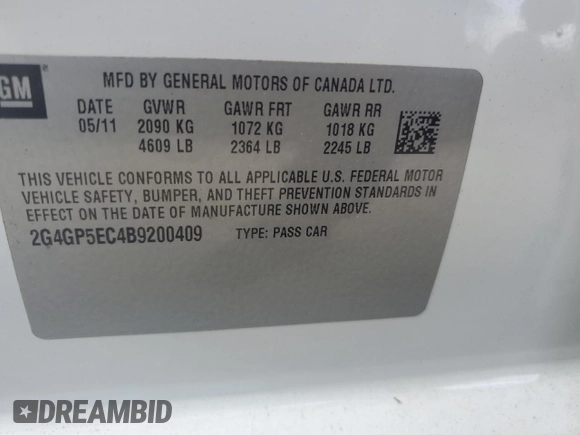 GM
MFD BY GENERAL MOTORS OF CANADA LTD.
DATE GVWR GAWR FRT GAWR RR
05/11 2090 KG 1072 KG 1018 KG
4609 LB 2364 LB 2245 LB
THIS VEHICLE CONFORMS TO ALL APPLICABLE U.S. FEDERAL MOTOR
VEHICLE SAFETY, BUMPER, AND THEFT PREVENTION STANDARDS IN
EFFECT ON THE DATE OF MANUFACTURE SHOWN ABOVE.
2G4GP5EC4B9200409 TYPE: PASS CAR
DREAMBID